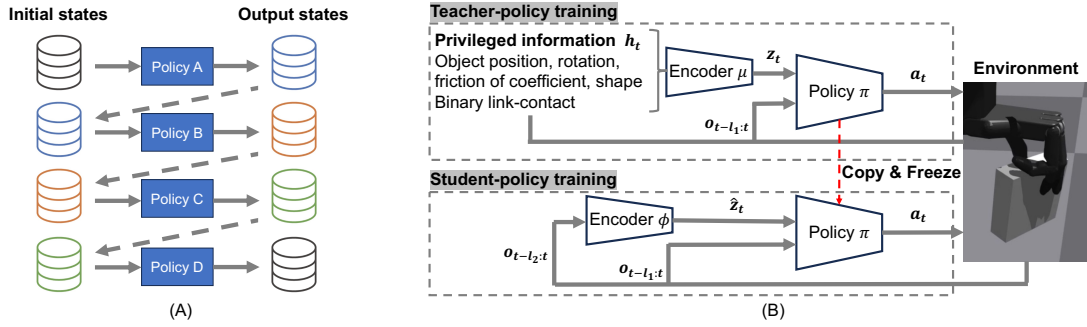 Initial states
Output states
Policy A
Policy B
Policy C
Policy D
(A)
Teacher-policy training
Privileged information h_t
Object position, rotation,
friction of coefficient, shape
Binary link-contact
Encoder μ
z_t
Policy π
a_t
Environment
o_{t-l_1:t}
Copy & Freeze
Student-policy training
Encoder ϕ
ẑ_t
Policy π
a_t
o_{t-l_2:t}
o_{t-l_1:t}
(B)